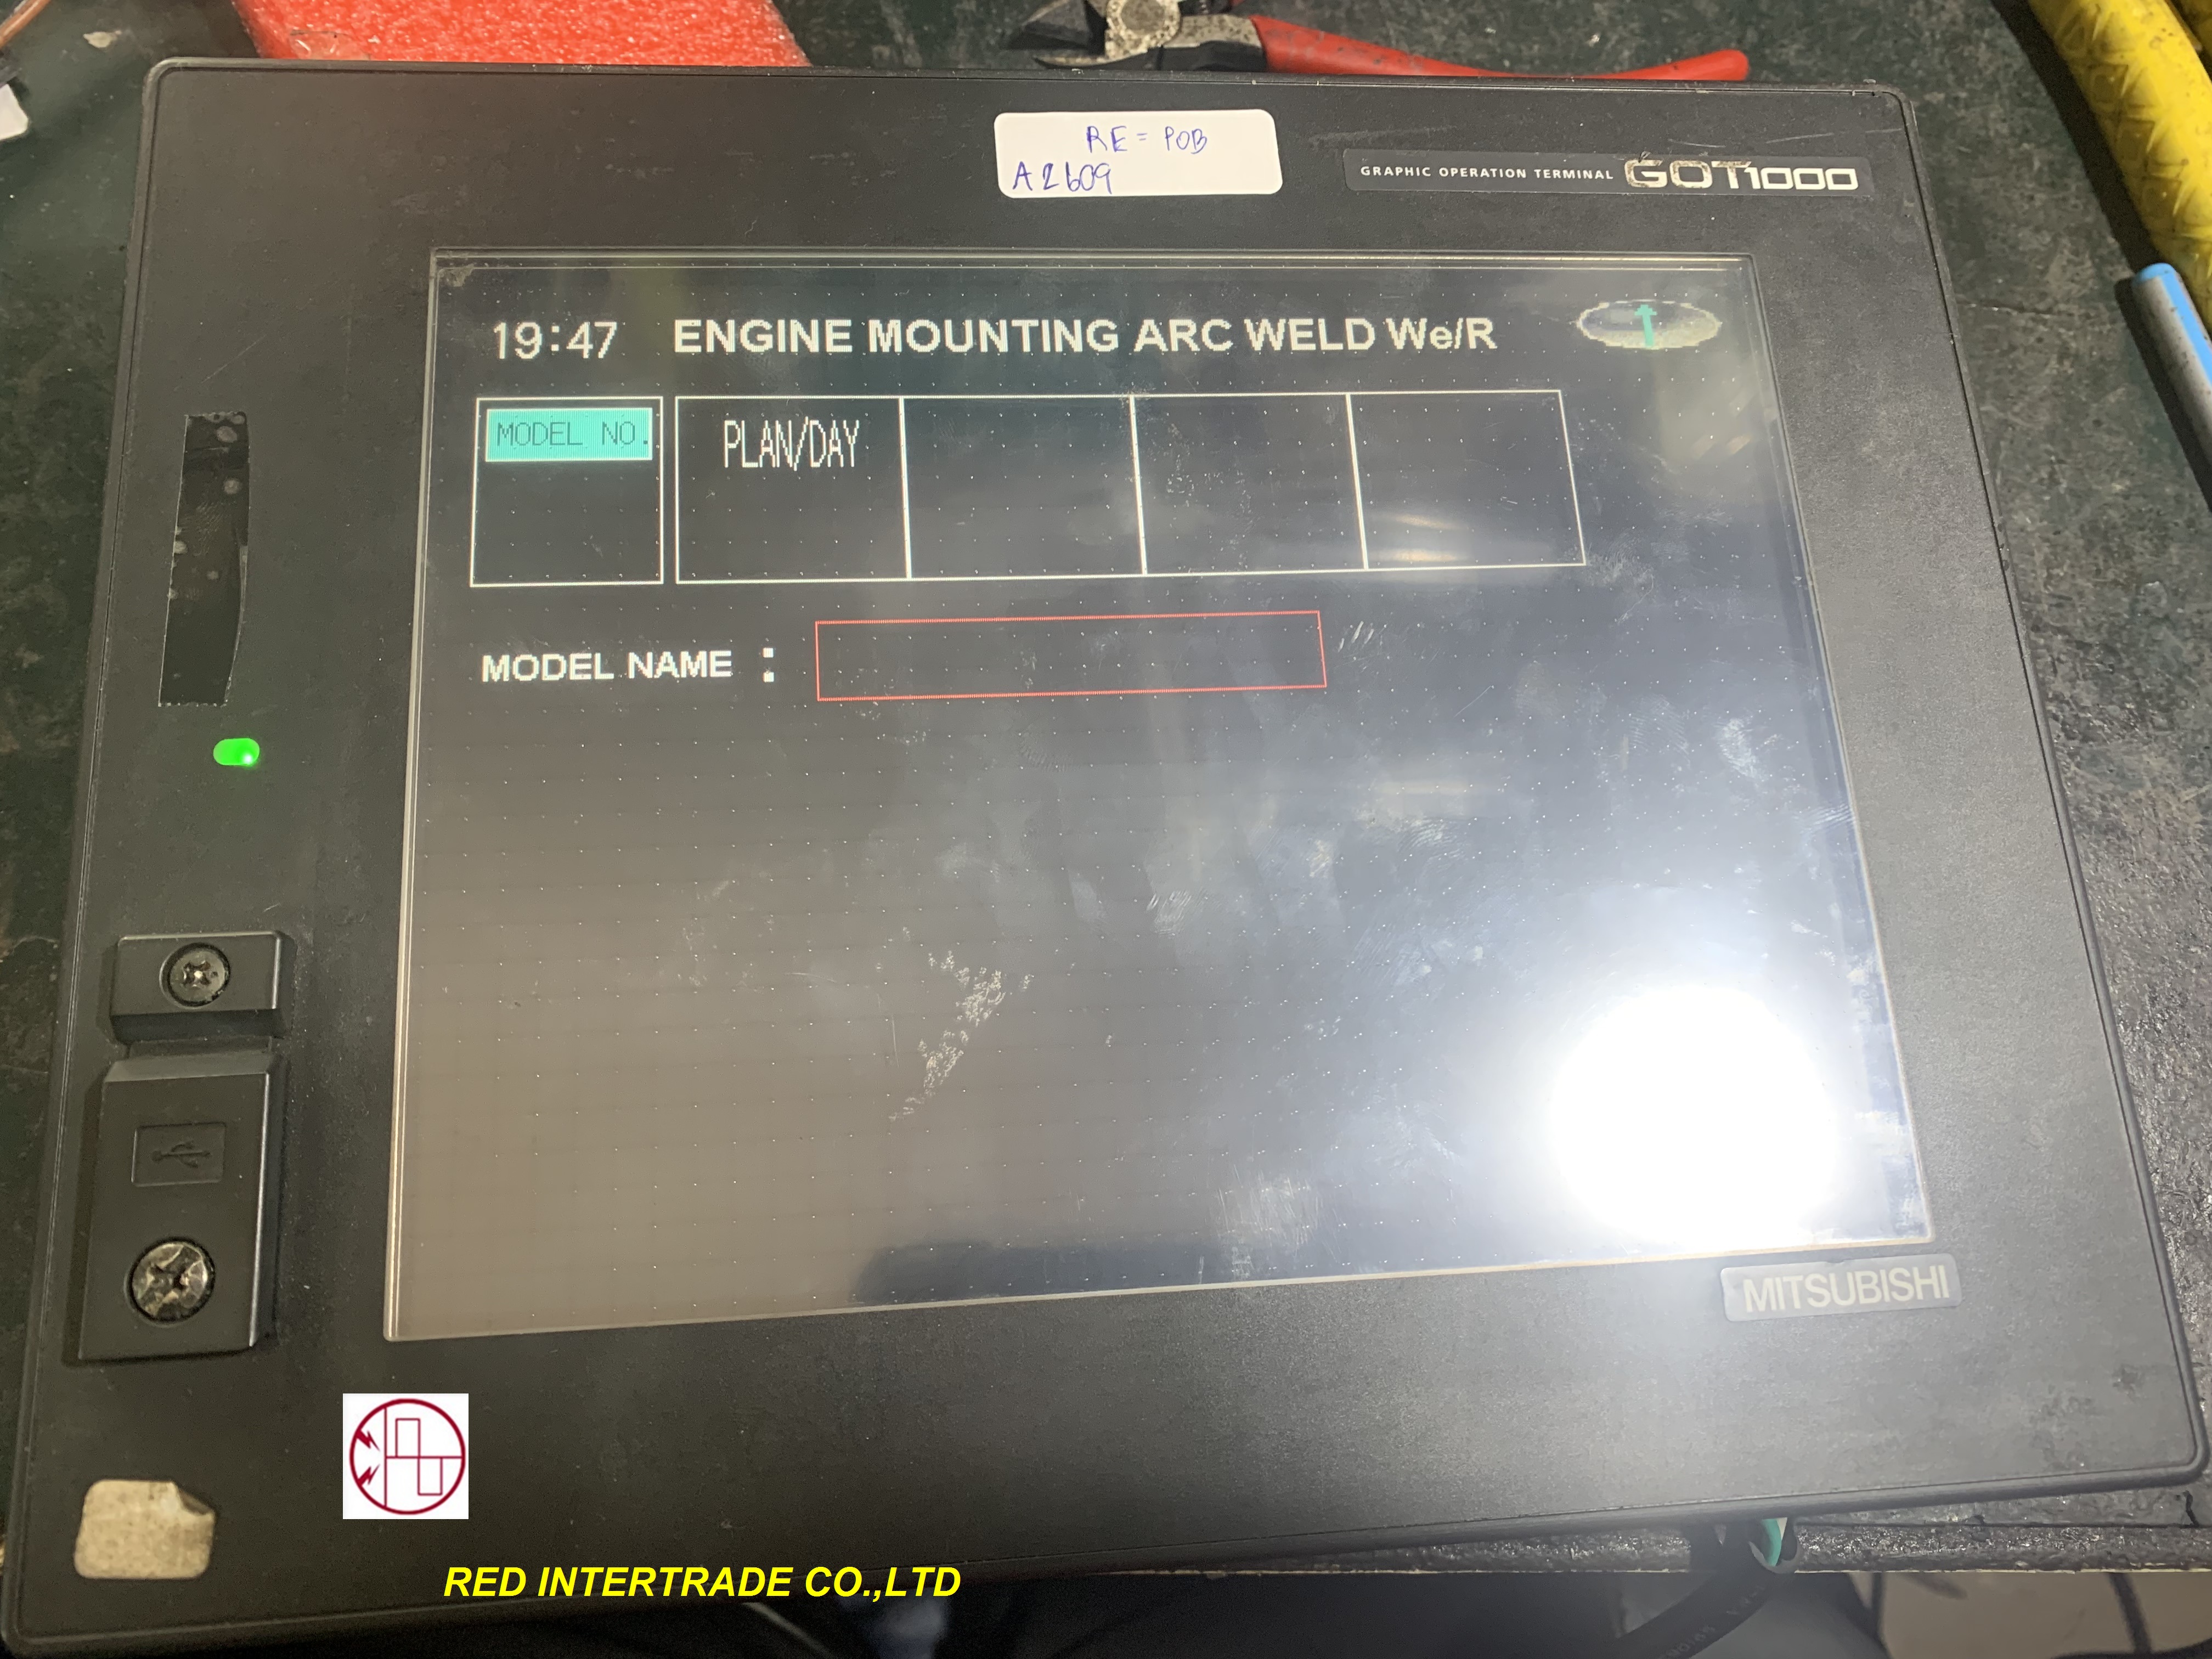 RE = POB
A2609
GRAPHIC OPERATION TERMINAL GOT1000
19:47 ENGINE MOUNTING ARC WELD We/R
MODEL NO.
PLAN/DAY
MODEL NAME :
MITSUBISHI
RED INTERTRADE CO.,LTD